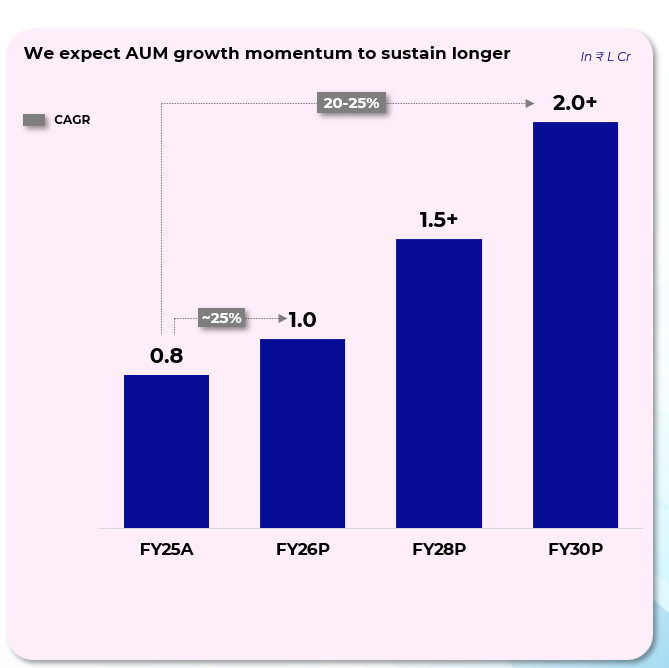 We expect AUM growth momentum to sustain longer
In ₹ L Cr
CAGR
20-25%
2.0+
1.5+
~25%
1.0
0.8
FY25A
FY26P
FY28P
FY30P